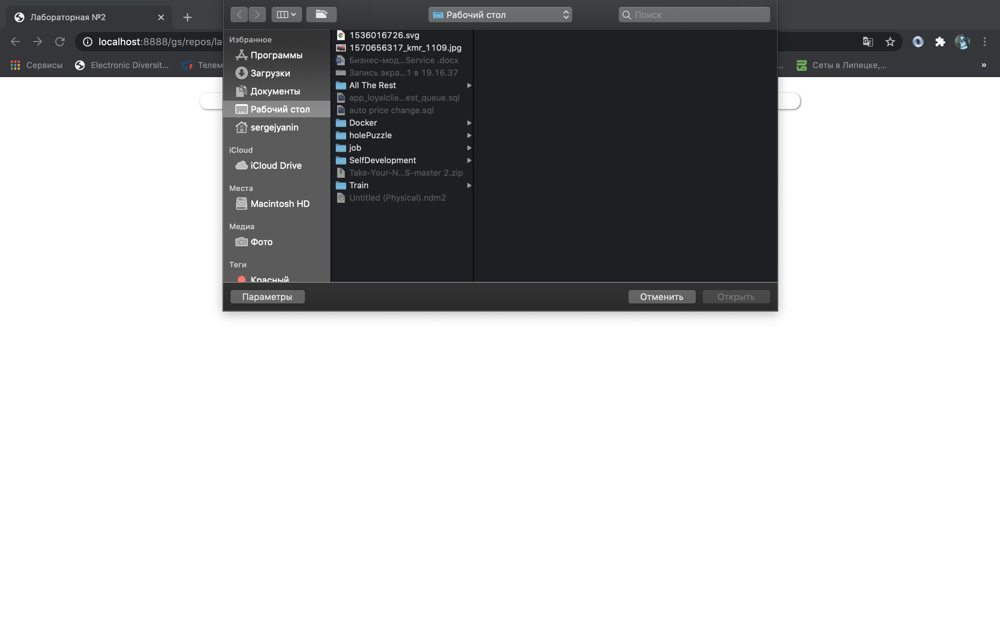 Лабораторная №2
Рабочий стол
Поиск
localhost:8888/gs/repos/la
Сервисы
Electronic Diversit...
Телем
...
Сеты в Липецке,...
»
Избранное
Программы
Загрузки
Документы
Рабочий стол
sergejyanin
iCloud
iCloud Drive
Места
Macintosh HD
Медиа
Фото
Теги
Красный
1536016726.svg
1570656317_kmr_1109.jpg
Бизнес-мод...Service .docx
Запись экра...1 в 19.16.37
All The Rest
app_loyalclie...est_queue.sql
auto price change.sql
Docker
holePuzzle
job
SelfDevelopment
Take-Your-N...S-master 2.zip
Train
Untitled (Physical).ndm2
Параметры
Отменить
Открыть